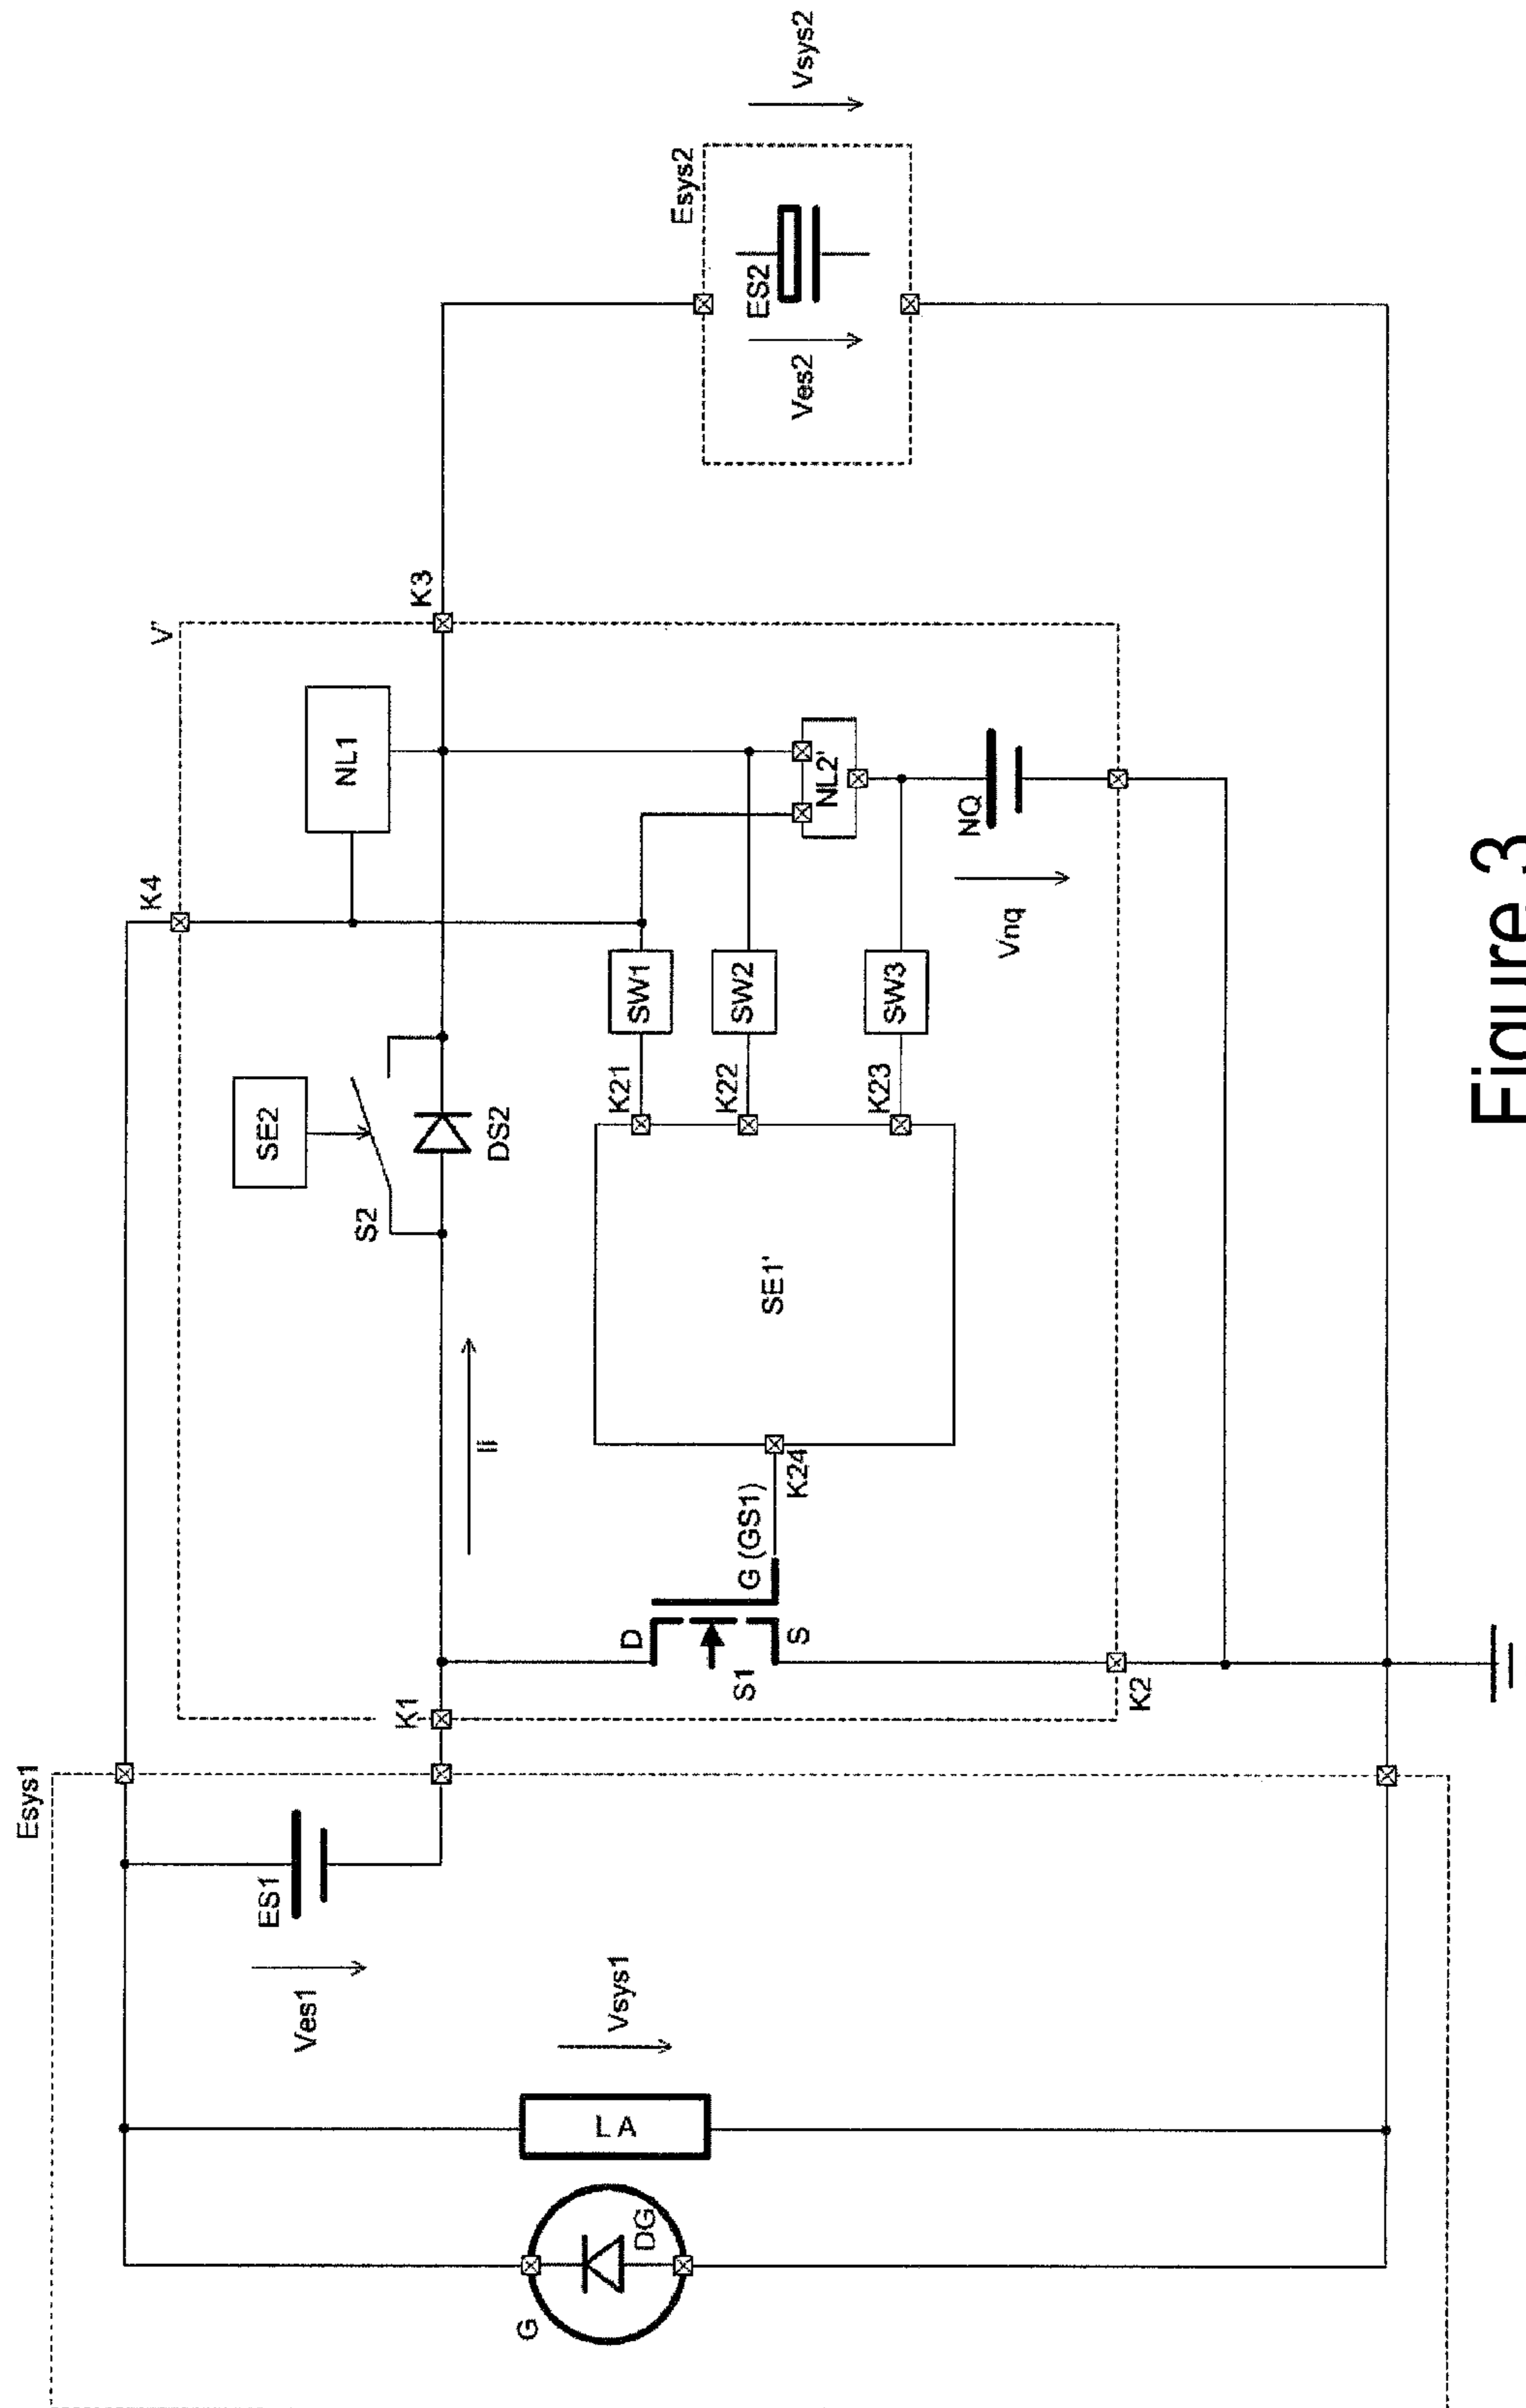 Esys1
G
DG
LA
Vsys1
Ves1
ES1
K1
K2
S1
D
S
G (GS1)
K24
Ii
SE1'
S2
SE2
DS2
K21
K22
K23
SW1
SW2
SW3
K4
NL1
NL2'
NQ
Vnq
V'
K3
Esys2
ES2
Ves2
Vsys2
Figure 3